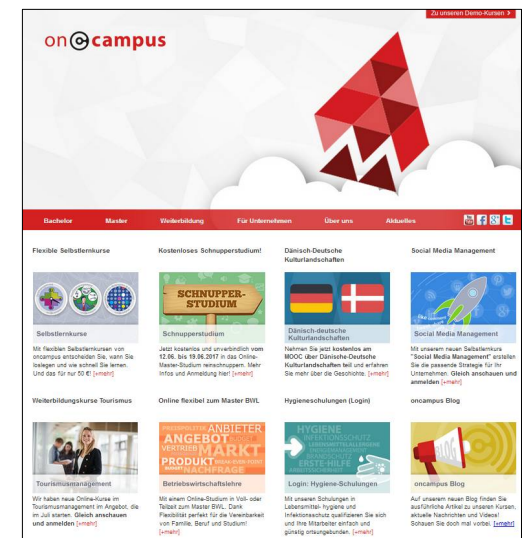 Zu unseren Demo-Kursen >
on campus
Bachelor Master Weiterbildung Für Unternehmen Über uns Aktuelles
Flexible Selbstlernkurse
Selbstlernkurse
Mit flexiblen Selbstlernkursen von
oncampus entscheiden Sie, wann Sie
loslegen und wie schnell Sie lernen.
Und das für nur 50 €! [+mehr]
Kostenloses Schnupperstudium!
SCHNUPPER-
STUDIUM
Schnupperstudium
Jetzt kostenlos und unverbindlich vom
12.06. bis 19.06.2017 in das Online-
Master-Studium reinschnuppern. Mehr
Infos und Anmeldung hier! [+mehr]
Dänisch-Deutsche
Kulturlandschaften
Dänisch-deutsche
Kulturlandschaften
Nehmen Sie jetzt kostenlos am
MOOC über Dänische-Deutsche
Kulturlandschaften teil und erfahren
Sie mehr über die Geschichte. [+mehr]
Social Media Management
Social Media Management
Mit unserem neuen Selbstlernkurs
"Social Media Management" erstellen
Sie die passende Strategie für Ihr
Unternehmen. Gleich anschauen und
anmelden [+mehr]
Weiterbildungskurse Tourismus
Tourismusmanagement
Wir haben neue Online-Kurse im
Tourismusmanagement im Angebot, die
im Juli starten. Gleich anschauen
und anmelden [+mehr]
Online flexibel zum Master BWL
PREISPOLITIK ANBIETER
ANGEBOT
VERTRIEB MARKT
PRODUKT
NACHFRAGE
Betriebswirtschaftslehre
Mit einem Online-Studium in Voll- oder
Teilzeit zum Master BWL. Dank
Flexibilität perfekt für die Vereinbarkeit
von Familie, Beruf und Studium!
[+mehr]
Hygieneschulungen (Login)
HYGIENE
INFEKTIONSSCHUTZ
LEBENSMITTELALLERGENE
BRANDSCHUTZ
ERSTE-HILFE
Login: Hygiene-Schulungen
Mit unseren Schulungen in
Lebensmittel- hygiene und
Infektionsschutz qualifizieren Sie sich
und Ihre Mitarbeiter einfach und
günstig ortsungebunden. [+mehr]
oncampus Blog
BLOG
oncampus Blog
Auf unserem neuen Blog finden Sie
ausführliche Artikel zu unseren Kursen,
aktuelle Nachrichten und Videos!
Schauen Sie doch mal vorbei. [+mehr]